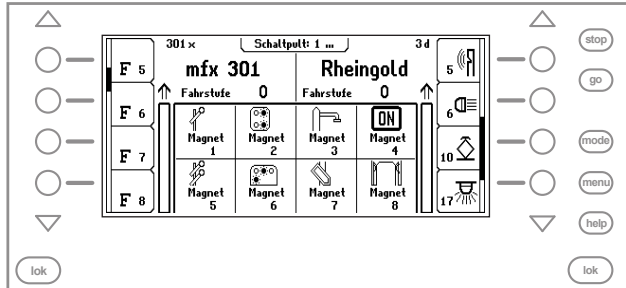 301 x Schaltpult: 1 ... 3 d
mfx 301 Rheingold
Fahrstufe 0 Fahrstufe 0
F 5
F 6
F 7
F 8
Magnet 1
Magnet 2
ON
Magnet 3
Magnet 4
Magnet 5
Magnet 6
Magnet 7
Magnet 8
5
6
10
17
stop
go
mode
menu
help
lok
lok